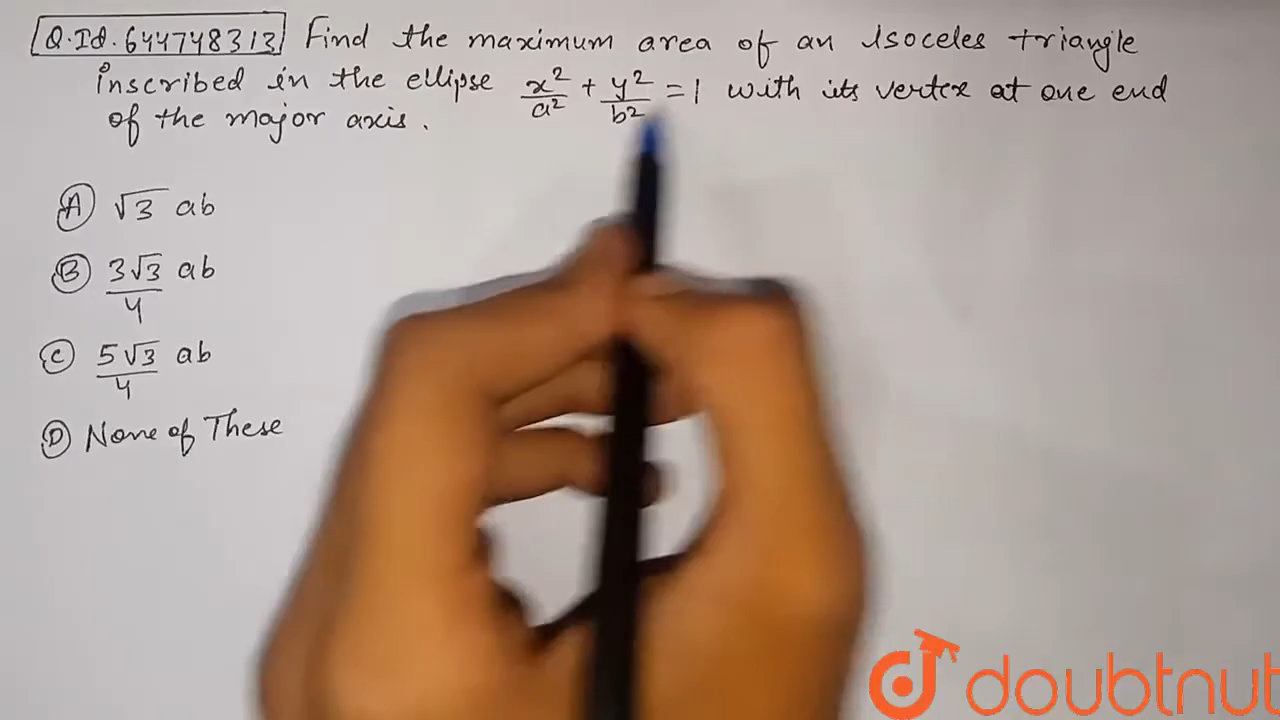 Q.Id.644748313 Find the maximum area of an isoceles triangle
inscribed in the ellipse x²/a² + y²/b² = 1 with its vertex at one end
of the major axis.
A √3 ab
B 3√3/4 ab
C 5√3/4 ab
D None of These
doubtnut